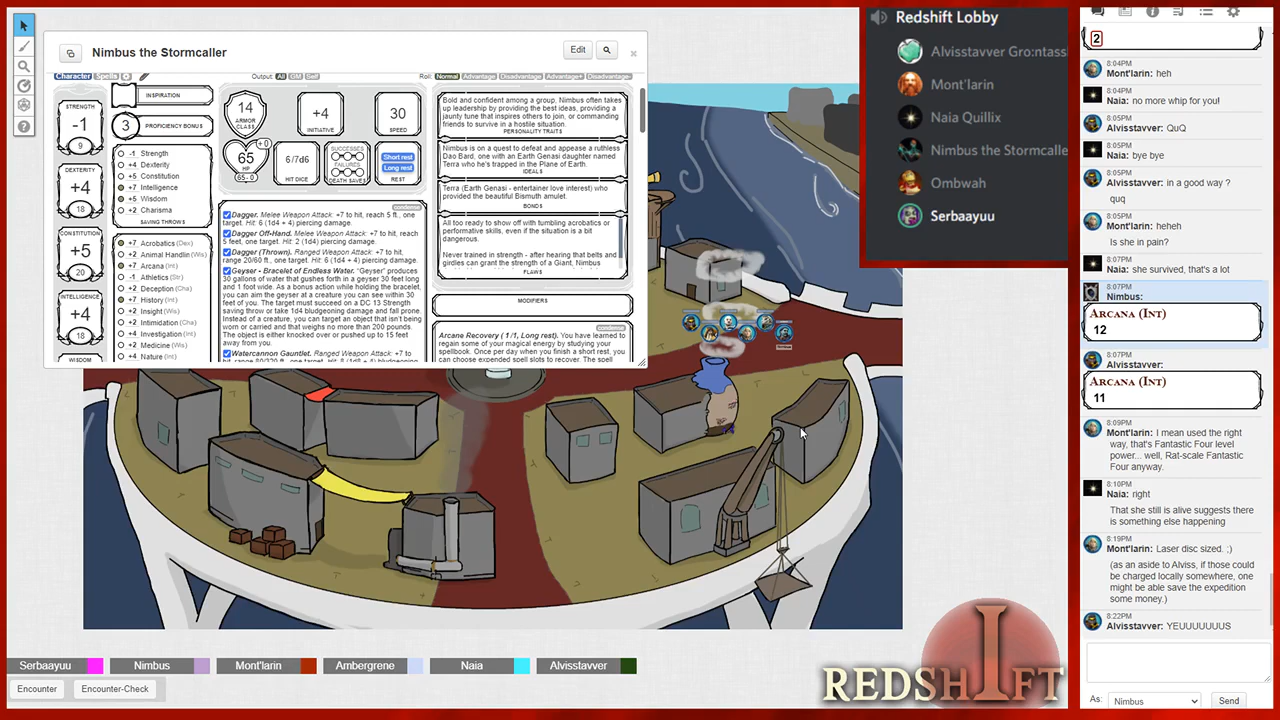 Nimbus the Stormcaller
Edit
Character
Spells
Output: All GM Self
Roll: Normal Advantage Disadvantage Advantage+ Disadvantage-
STRENGTH
-1
9
DEXTERITY
+4
18
CONSTITUTION
+5
20
INTELLIGENCE
+4
18
WISDOM
INSPIRATION
3
PROFICIENCY BONUS
-1 Strength
+4 Dexterity
+5 Constitution
+7 Intelligence
+5 Wisdom
+2 Charisma
SAVING THROWS
+7 Acrobatics (Dex)
+2 Animal Handlin (Wis)
+7 Arcana (Int)
-1 Athletics (Str)
+2 Deception (Cha)
+7 History (Int)
+2 Insight (Wis)
+2 Intimidation (Cha)
+4 Investigation (Int)
+2 Medicine (Wis)
+4 Nature (Int)
14
ARMOR
CLASS
+4
INITIATIVE
30
SPEED
+0
65
HP
65
6/7d6
HIT DICE
SUCCESSES
FAILURES
DEATH SAVES
Short rest
Long rest
REST
condense
Dagger. Melee Weapon Attack: +7 to hit, reach 5 ft., one
target. Hit: 6 (1d4 + 4) piercing damage.
Dagger Off-Hand. Melee Weapon Attack: +7 to hit, reach
5 feet, one target. Hit: 2 (1d4) piercing damage.
Dagger (Thrown). Ranged Weapon Attack: +7 to hit,
range 20/60 ft., one target. Hit: 6 (1d4 + 4) piercing damage.
Geyser - Bracelet of Endless Water. "Geyser" produces
30 gallons of water that gushes forth in a geyser 30 feet long
and 1 foot wide. As a bonus action while holding the bracelet,
you can aim the geyser at a creature you can see within 30
feet of you. The target must succeed on a DC 13 Strength
saving throw or take 1d4 bludgeoning damage and fall prone.
Instead of a creature, you can target an object that isn't being
worn or carried and that weighs no more than 200 pounds.
The object is either knocked over or pushed up to 15 feet
away from you.
Watercannon Gauntlet. Ranged Weapon Attack: +7 to
Bold and confident among a group, Nimbus often takes
up leadership by providing the best ideas, providing a
jaunty tune that inspires others to join, or commanding
friends to survive in a hostile situation.
PERSONALITY TRAITS
Nimbus is on a quest to defeat and appease a ruthless
Dao Bard, one with an Earth Genasi daughter named
Terra who he's trapped in the Plane of Earth.
IDEALS
Terra (Earth Genasi - entertainer love interest) who
provided the beautiful Bismuth amulet.
BONDS
All too ready to show off with tumbling acrobatics or
performative skills, even if the situation is a bit
dangerous.
Never trained in strength - after hearing that belts and
girdles can grant the strength of a Giant, Nimbus
FLAWS
MODIFIERS
condense
Arcane Recovery ( 1 /1, Long rest). You have learned to
regain some of your magical energy by studying your
spellbook. Once per day when you finish a short rest, you
can choose expended spell slots to recover. The spell
Redshift Lobby
Alvisstavver Gro:ntass
Mont'larin
Naia Quillix
Nimbus the Stormcalle
Ombwah
Serbaayuu
2
8:04PM
Mont'larin: heh
8:04PM
Naia: no more whip for you!
8:05PM
Alvisstavver: QuQ
8:05PM
Naia: bye bye
8:05PM
Alvisstavver: in a good way ?
quq
8:05PM
Mont'larin: heheh
Is she in pain?
8:07PM
Naia: she survived, that's a lot
8:07PM
Nimbus:
ARCANA (INT)
12
8:07PM
Alvisstavver:
ARCANA (INT)
11
8:09PM
Mont'larin: I mean used the right
way, that's Fantastic Four level
power... well, Rat-scale Fantastic
Four anyway.
8:10PM
Naia: right
That she still is alive suggests there
is something else happening
8:19PM
Mont'larin: Laser disc sized. ;)
(as an aside to Alviss, if those could
be charged locally somewhere, one
might be able save the expedition
some money.)
8:22PM
Alvisstavver: YEUUUUUUUS
As: Nimbus
Send
Serbaayuu
Nimbus
Mont'larin
Ambergrene
Naia
Alvisstavver
Encounter
Encounter-Check
REDSHIFT